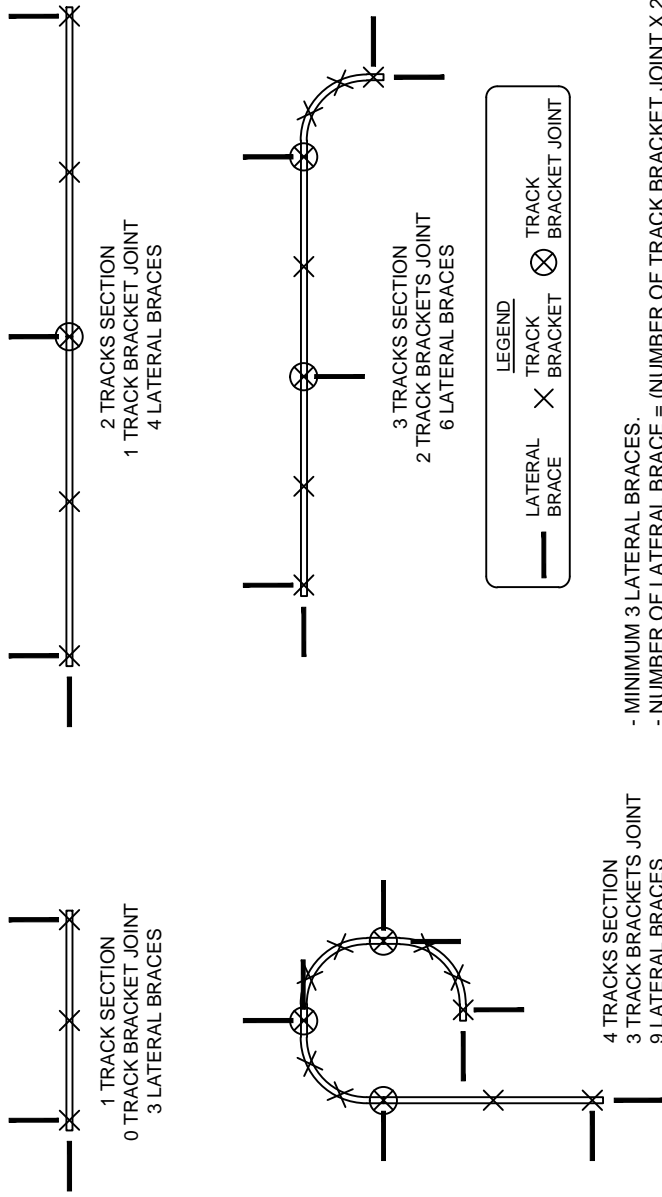 1 TRACK SECTION
0 TRACK BRACKET JOINT
3 LATERAL BRACES
2 TRACKS SECTION
1 TRACK BRACKET JOINT
4 LATERAL BRACES
4 TRACKS SECTION
3 TRACK BRACKETS JOINT
9 LATERAL BRACES
3 TRACKS SECTION
2 TRACK BRACKETS JOINT
6 LATERAL BRACES
LEGEND
LATERAL
BRACE
TRACK
BRACKET
TRACK
BRACKET JOINT
- MINIMUM 3 LATERAL BRACES.
- NUMBER OF LATERAL BRACE = (NUMBER OF TRACK BRACKET JOINT X 2